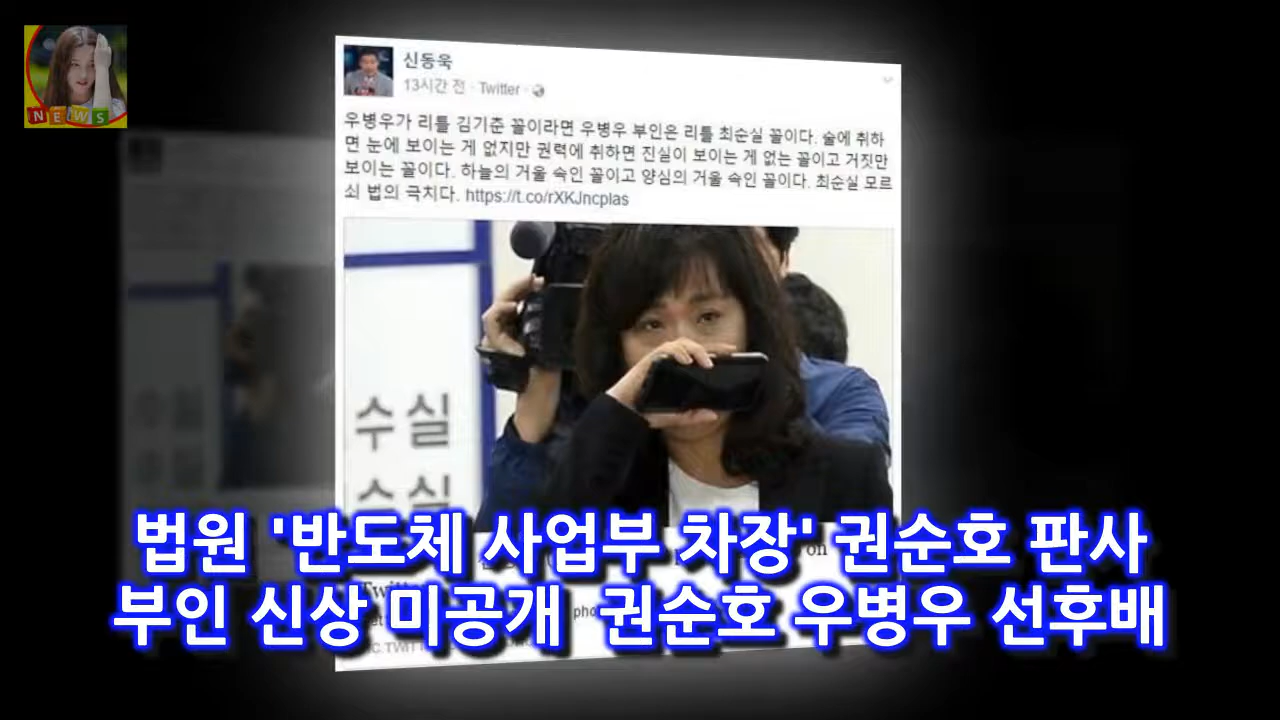 NEWS
신동욱
13시간 전 · Twitter ·
우병우가 리틀 김기춘 꼴이라면 우병우 부인은 리틀 최순실 꼴이다. 술에 취하
면 눈에 보이는 게 없지만 권력에 취하면 진실이 보이는 게 없는 꼴이고 거짓만
보이는 꼴이다. 하늘의 거울 속인 꼴이고 양심의 거울 속인 꼴이다. 최순실 모르
쇠 법의 극치다. https://t.co/rXKJncplas
수실
수실
법원 '반도체 사업부 차장' 권순호 판사
on
부인 신상 미공개 권순호 우병우 선후배